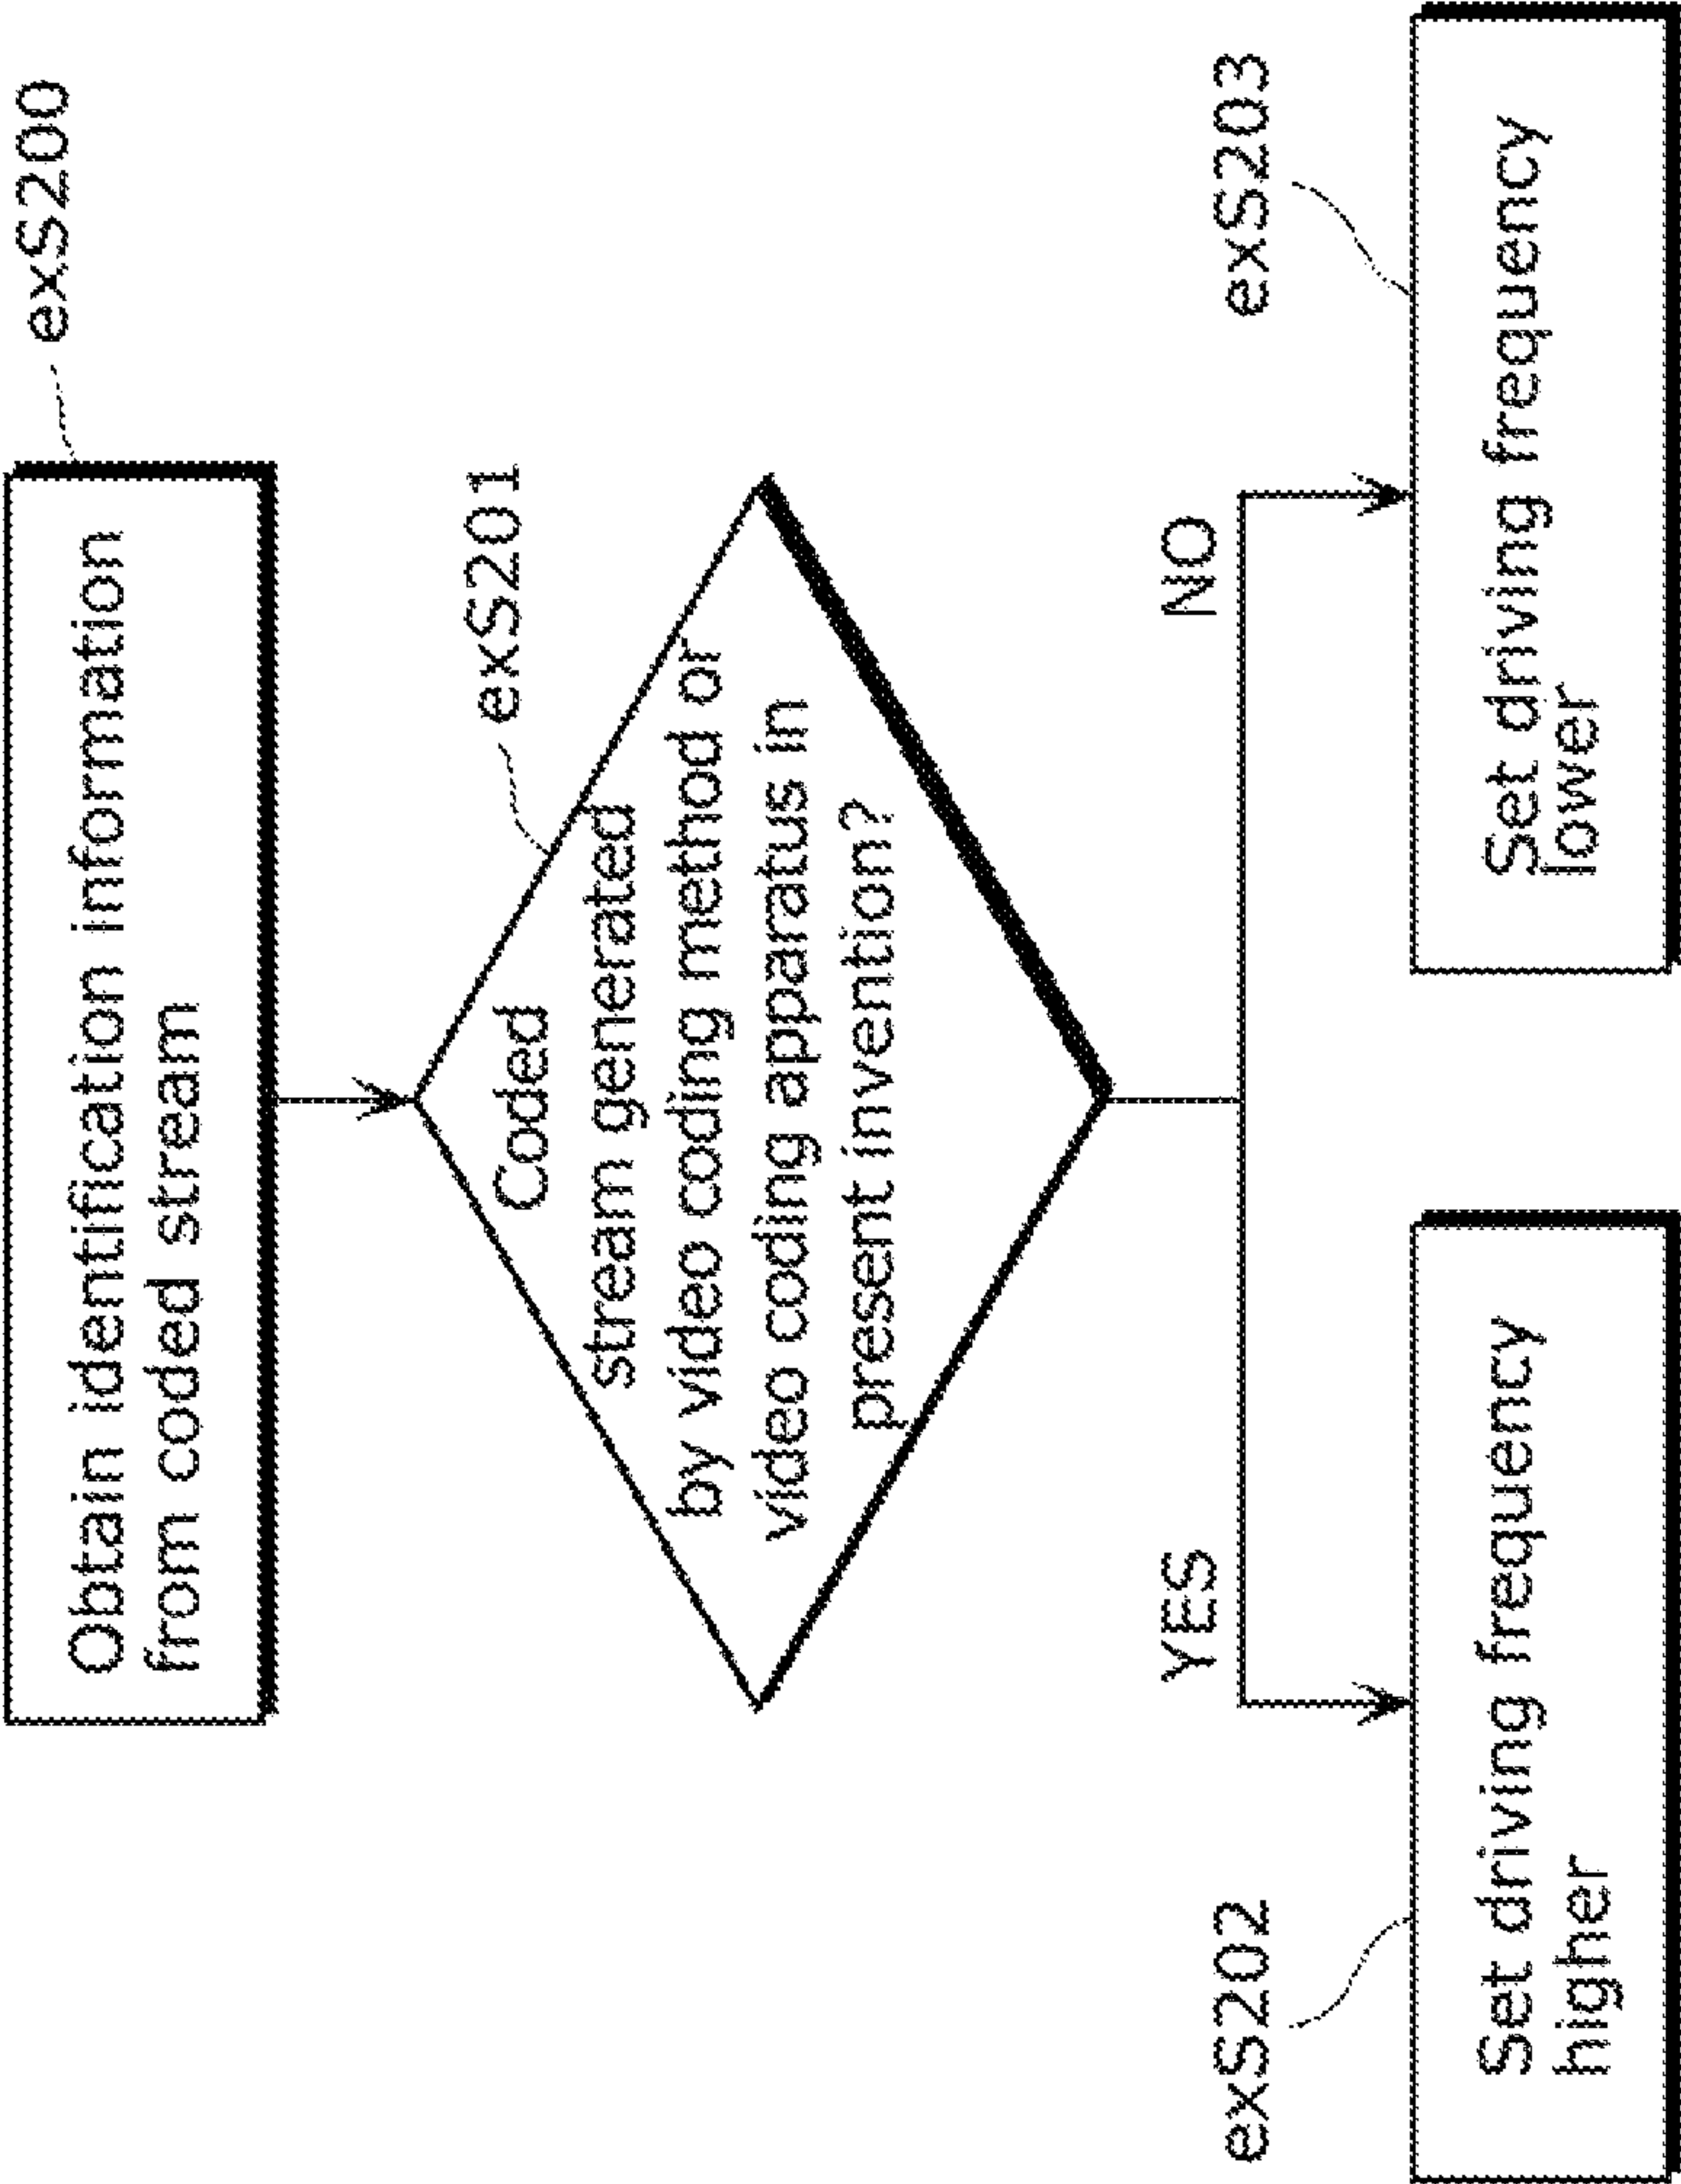 exS200
Obtain identification information
from coded stream
exS201
Coded
stream generated
by video coding method or
video coding apparatus in
present invention?
YES
NO
exS202
exS203
Set driving frequency
higher
Set driving frequency
lower